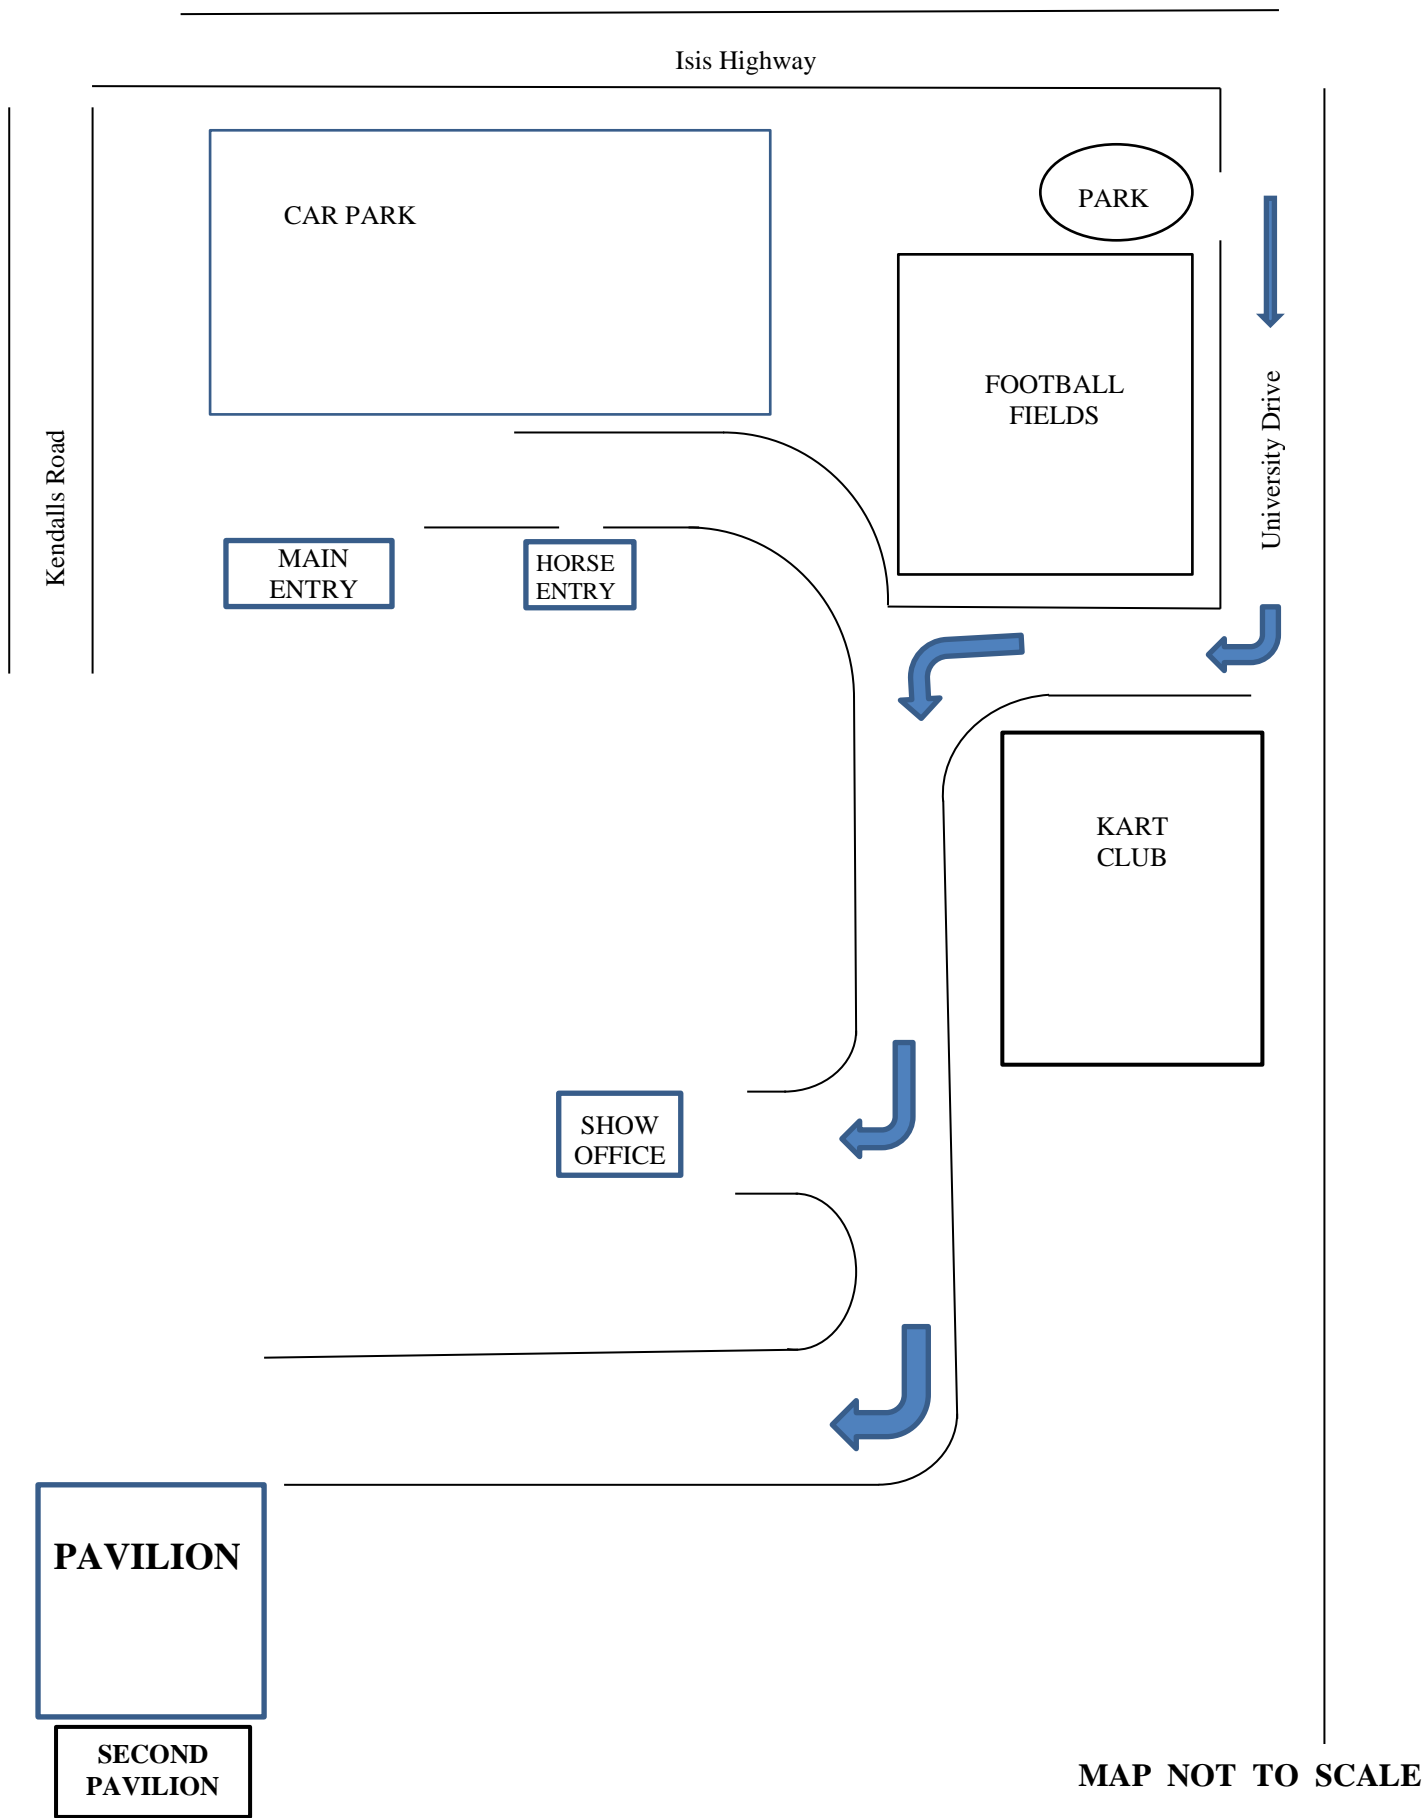 Isis Highway
CAR PARK
PARK
FOOTBALL
FIELDS
University Drive
Kendalls Road
MAIN
ENTRY
HORSE
ENTRY
KART
CLUB
SHOW
OFFICE
PAVILION
SECOND
PAVILION
MAP NOT TO SCALE